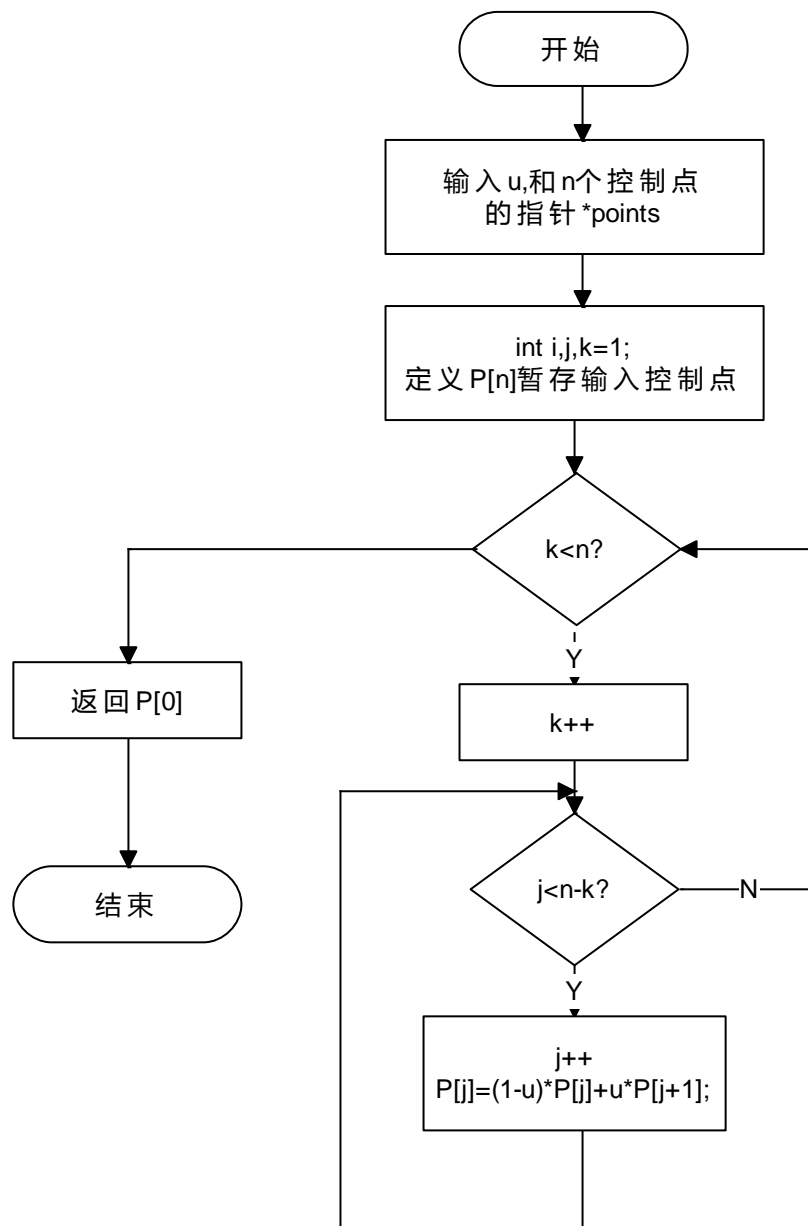 开始
输入u,和n个控制点
的指针*points
int i,j,k=1;
定义P[n]暂存输入控制点
k<n?
Y
返回P[0]
k++
结束
j<n-k?
N
Y
j++
P[j]=(1-u)*P[j]+u*P[j+1];